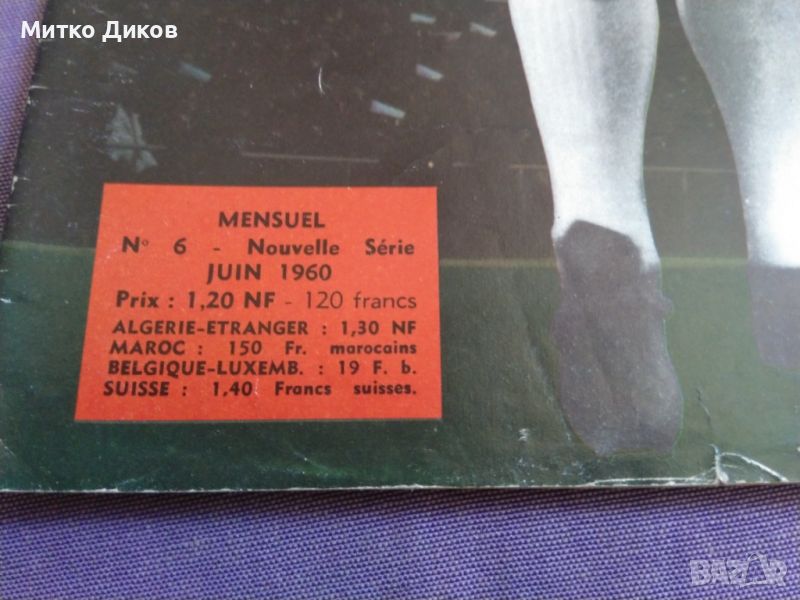 Митко Диков
MENSUEL
N° 6 - Nouvelle Série
JUIN 1960
Prix : 1,20 NF - 120 francs
ALGERIE-ETRANGER : 1,30 NF
MAROC : 150 Fr. marocains
BELGIQUE-LUXEMB. : 19 F. b.
SUISSE : 1,40 Francs suisses.
BAZAR